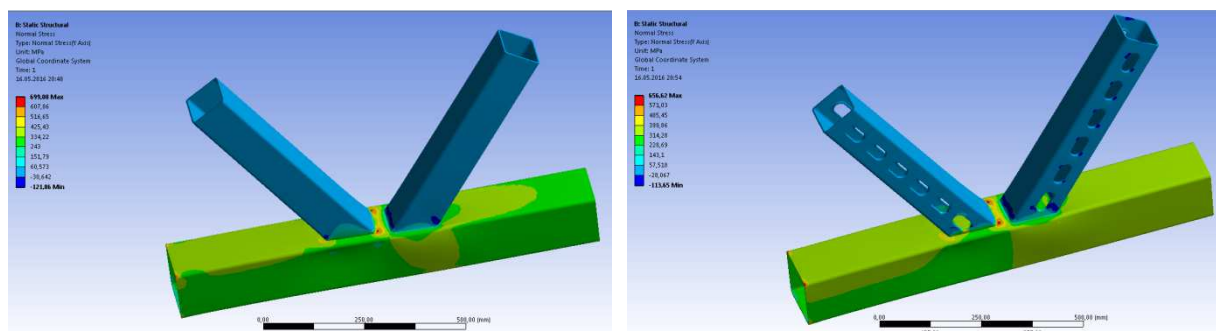 B: Static Structural
Normal Stress
Type: Normal Stress(Y Axis)
Unit: MPa
Global Coordinate System
Time: 1
16.05.2016 20:48
699,08 Max
607,86
516,65
425,43
334,22
243
151,79
60,573
-30,642
-121,86 Min
0,00 250,00 500,00 (mm)
B: Static Structural
Normal Stress
Type: Normal Stress(Y Axis)
Unit: MPa
Global Coordinate System
Time: 1
16.05.2016 20:54
656,62 Max
571,03
485,45
399,86
314,28
228,69
143,1
57,518
-28,067
-113,65 Min
0,00 250,00 500,00 (mm)